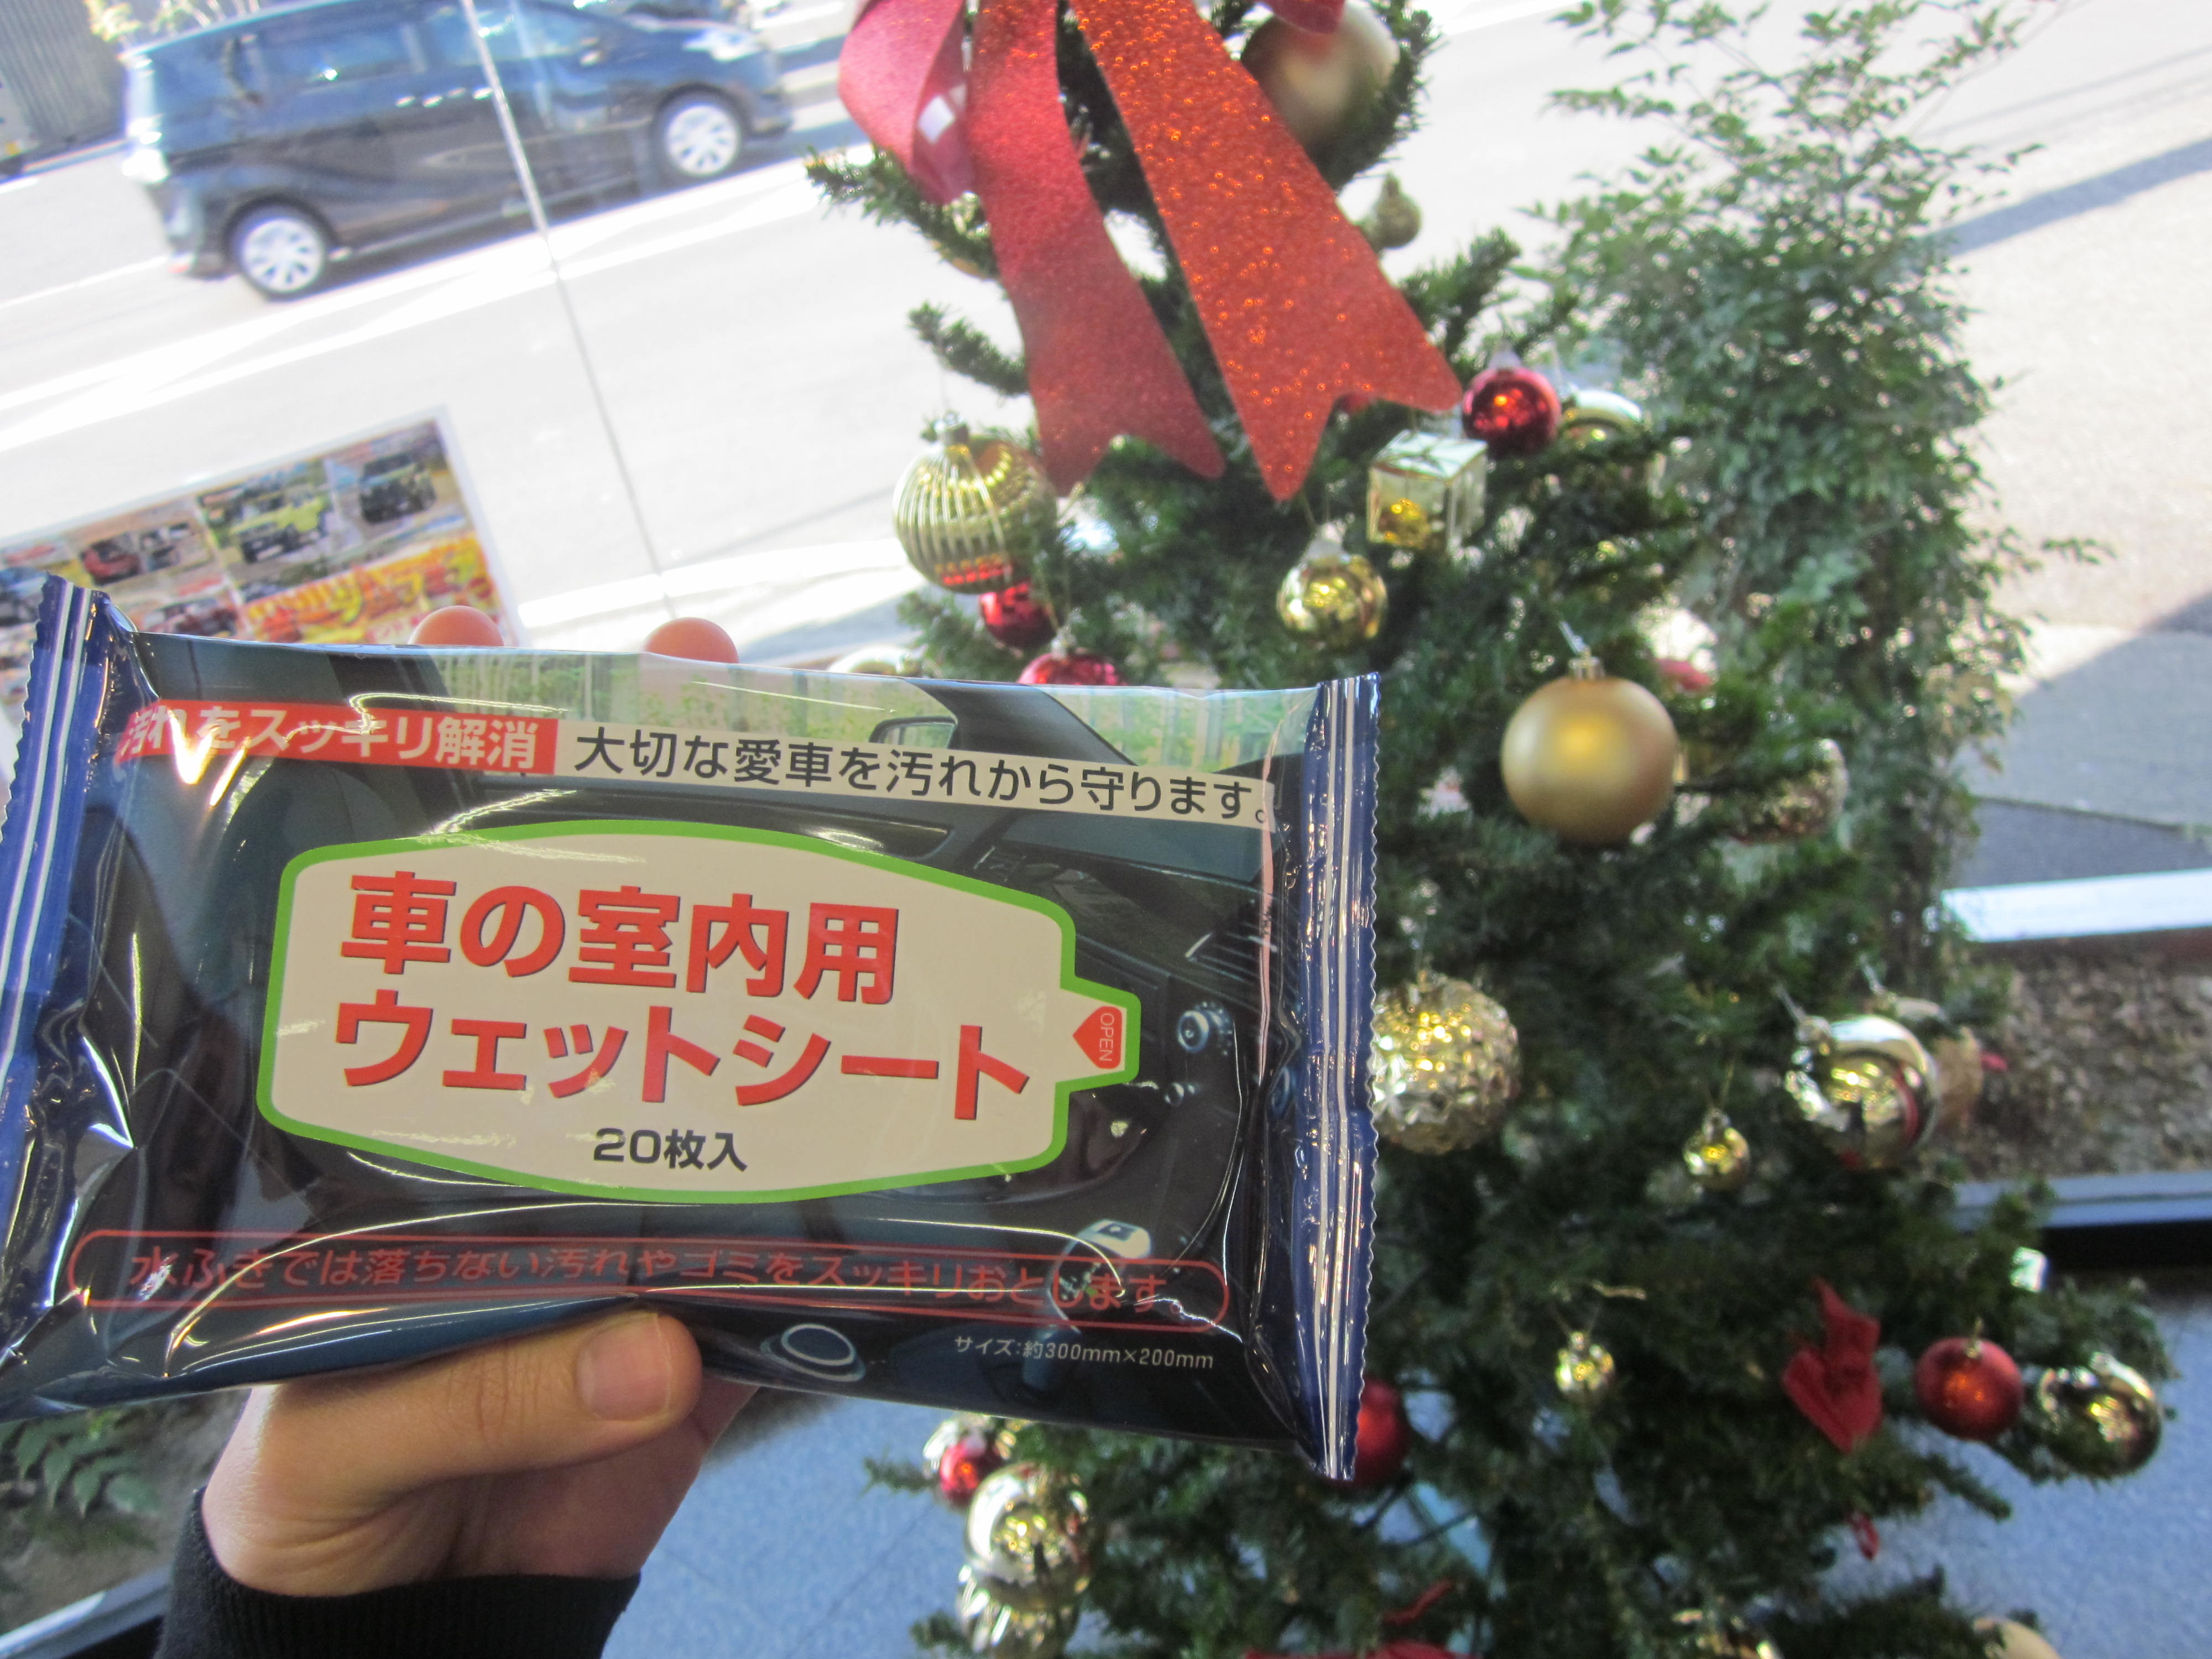 汚れをスッキリ解消 大切な愛車を汚れから守ります。
車の室内用
ウェットシート
OPEN
20枚入
水ふきでは落ちない汚れやゴミをスッキリおとします。
サイズ:約300mm×200mm